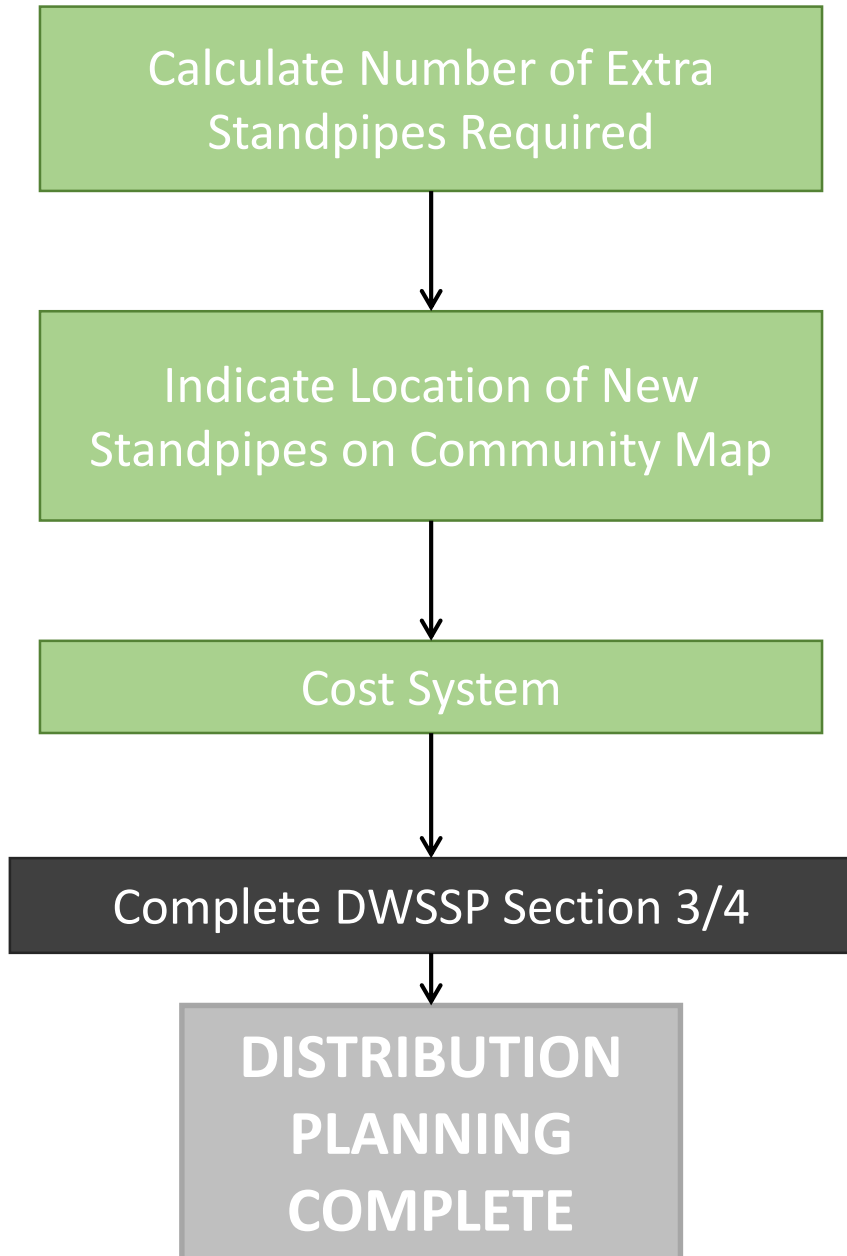 Calculate Number of Extra
Standpipes Required
Indicate Location of New
Standpipes on Community Map
Cost System
Complete DWSSP Section 3/4
DISTRIBUTION
PLANNING
COMPLETE